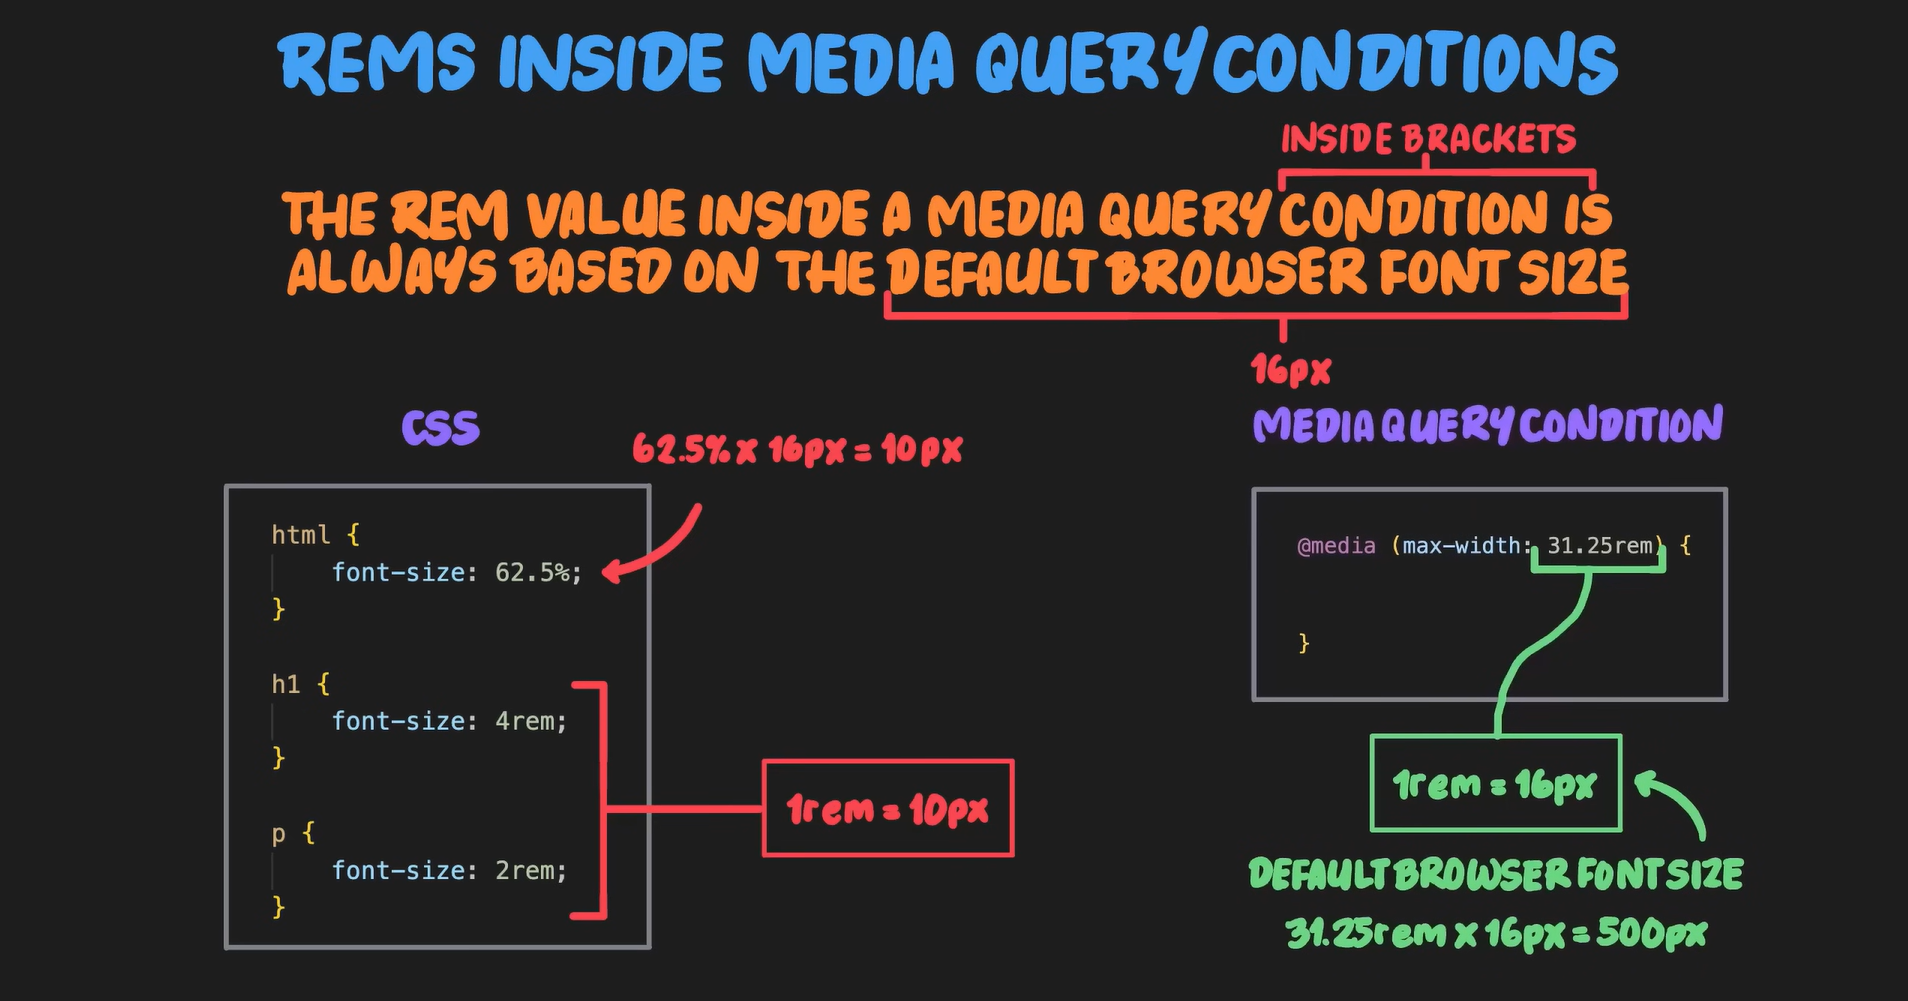 REMS INSIDE MEDIA QUERY CONDITIONS
INSIDE BRACKETS
THE REM VALUE INSIDE A MEDIA QUERY CONDITION IS
ALWAYS BASED ON THE DEFAULT BROWSER FONT SIZE
16px
CSS
62.5% x 16px = 10px
html {
font-size: 62.5%;
}
h1 {
font-size: 4rem;
}
p {
font-size: 2rem;
}
1rem = 10px
MEDIA QUERY CONDITION
@media (max-width: 31.25rem) {
}
1rem = 16px
DEFAULT BROWSER FONT SIZE
31.25rem x 16px = 500px